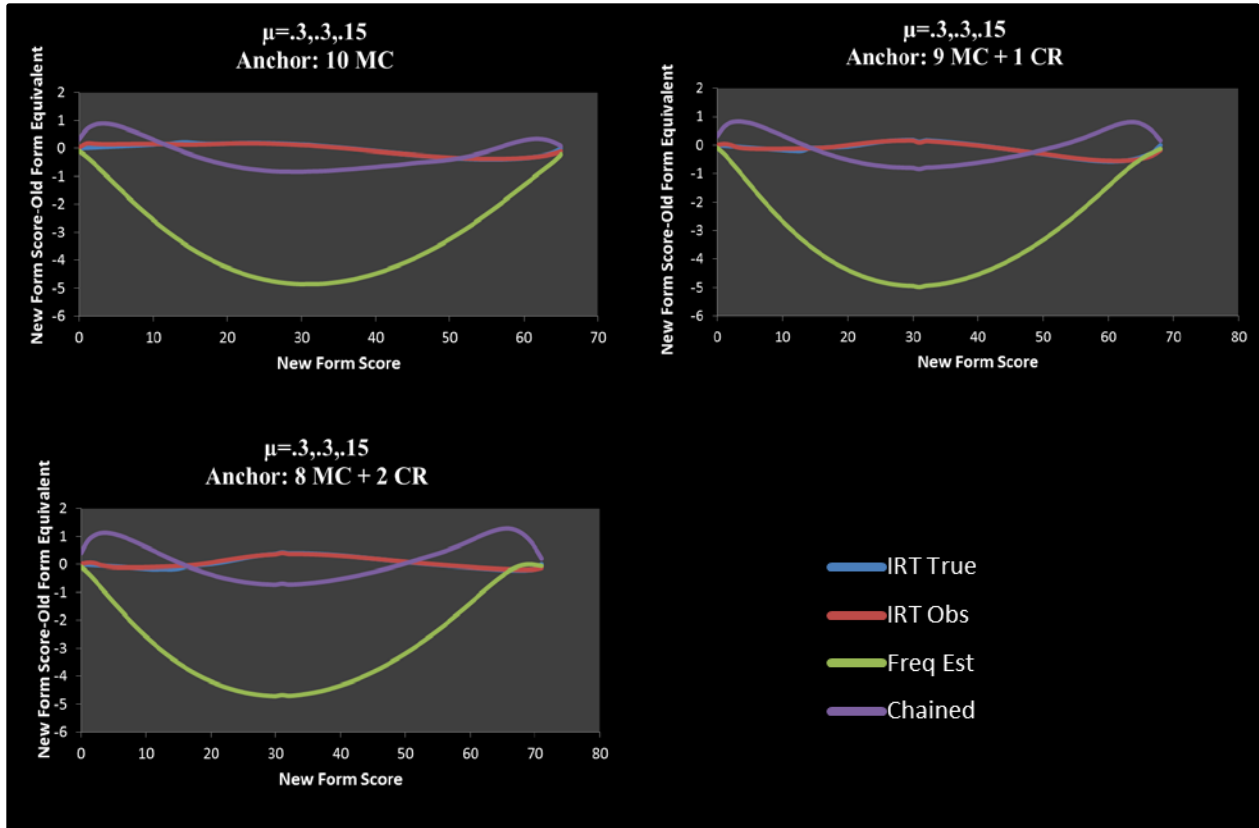 μ=.3,.3,.15
Anchor: 10 MC
New Form Score-Old Form Equivalent
2
1
0
-1
-2
-3
-4
-5
-6
0 10 20 30 40 50 60 70
New Form Score
μ=.3,.3,.15
Anchor: 9 MC + 1 CR
New Form Score-Old Form Equivalent
2
1
0
-1
-2
-3
-4
-5
-6
0 10 20 30 40 50 60 70 80
New Form Score
μ=.3,.3,.15
Anchor: 8 MC + 2 CR
New Form Score-Old Form Equivalent
2
1
0
-1
-2
-3
-4
-5
-6
0 10 20 30 40 50 60 70 80
New Form Score
IRT True
IRT Obs
Freq Est
Chained